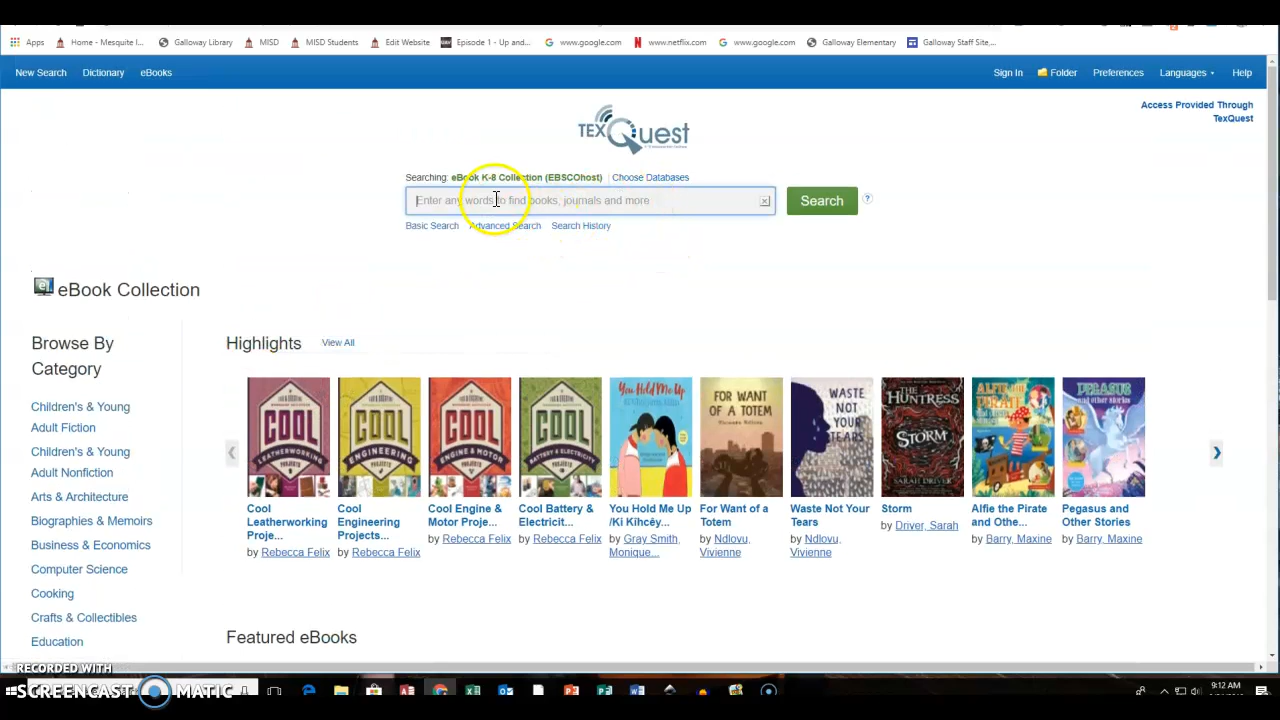 Apps Home - Mesquite I... Galloway Library MISD MISD Students Edit Website Episode 1 - Up and... www.google.com www.netflix.com www.google.com Galloway Elementary Galloway Staff Site,...
New Search Dictionary eBooks Sign In Folder Preferences Languages Help
Access Provided Through
TexQuest
TEXQuest
Searching: eBook K-8 Collection (EBSCOhost) Choose Databases
Enter any words to find books, journals and more Search ?
Basic Search Advanced Search Search History
eBook Collection
Browse By
Category
Children's & Young
Adult Fiction
Children's & Young
Adult Nonfiction
Arts & Architecture
Biographies & Memoirs
Business & Economics
Computer Science
Cooking
Crafts & Collectibles
Education
Highlights View All
COOL
LEATHERWORKING
COOL
ENGINEERING
COOL
ENGINE & MOTOR
COOL
BATTERY & ELECTRICITY
You Hold Me Up
FOR WANT
OF A TOTEM
WASTE
NOT
YOUR
TEARS
THE
HUNTRESS
STORM
SARAH DRIVER
ALFIE THE
PIRATE
PEGASUS
and Other Stories
Cool
Leatherworking
Proje...
by Rebecca Felix
Cool
Engineering
Projects...
by Rebecca Felix
Cool Engine &
Motor Proje...
by Rebecca Felix
Cool Battery &
Electricit...
by Rebecca Felix
You Hold Me Up
/Ki Kîhcêy...
by Gray Smith,
Monique...
For Want of a
Totem
by Ndlovu,
Vivienne
Waste Not Your
Tears
by Ndlovu,
Vivienne
Storm
by Driver, Sarah
Alfie the Pirate
and Othe...
by Barry, Maxine
Pegasus and
Other Stories
by Barry, Maxine
Featured eBooks
RECORDED WITH
SCREENCAST MATIC
9:12 AM